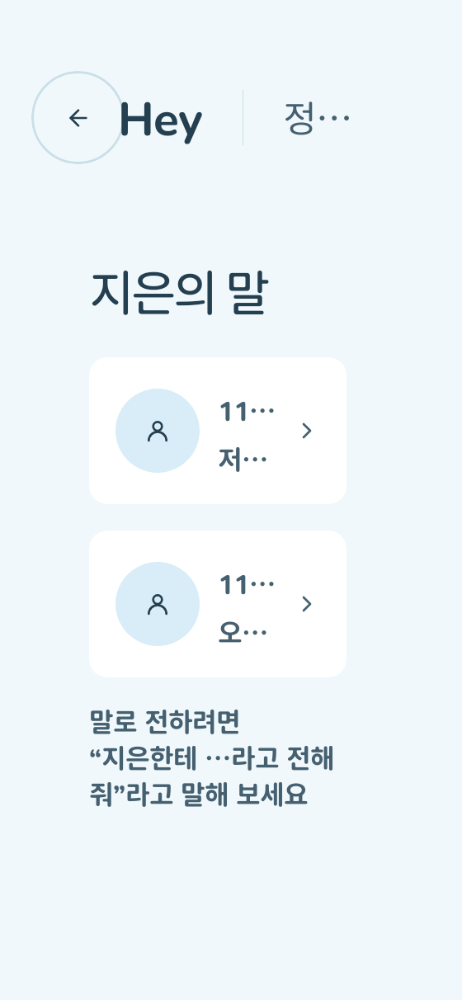 Hey
정···
지은의 말
11···
저···
11···
오···
말로 전하려면
“지은한테 ···라고 전해
줘”라고 말해 보세요